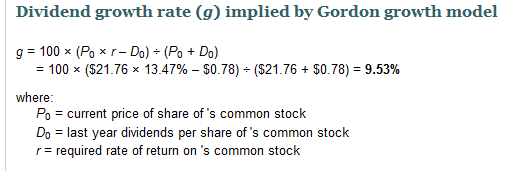 Dividend growth rate (g) implied by Gordon growth model
g = 100 × (P₀ × r – D₀) ÷ (P₀ + D₀)
= 100 × ($21.76 × 13.47% – $0.78) ÷ ($21.76 + $0.78) = 9.53%
where:
P₀ = current price of share of 's common stock
D₀ = last year dividends per share of 's common stock
r = required rate of return on 's common stock